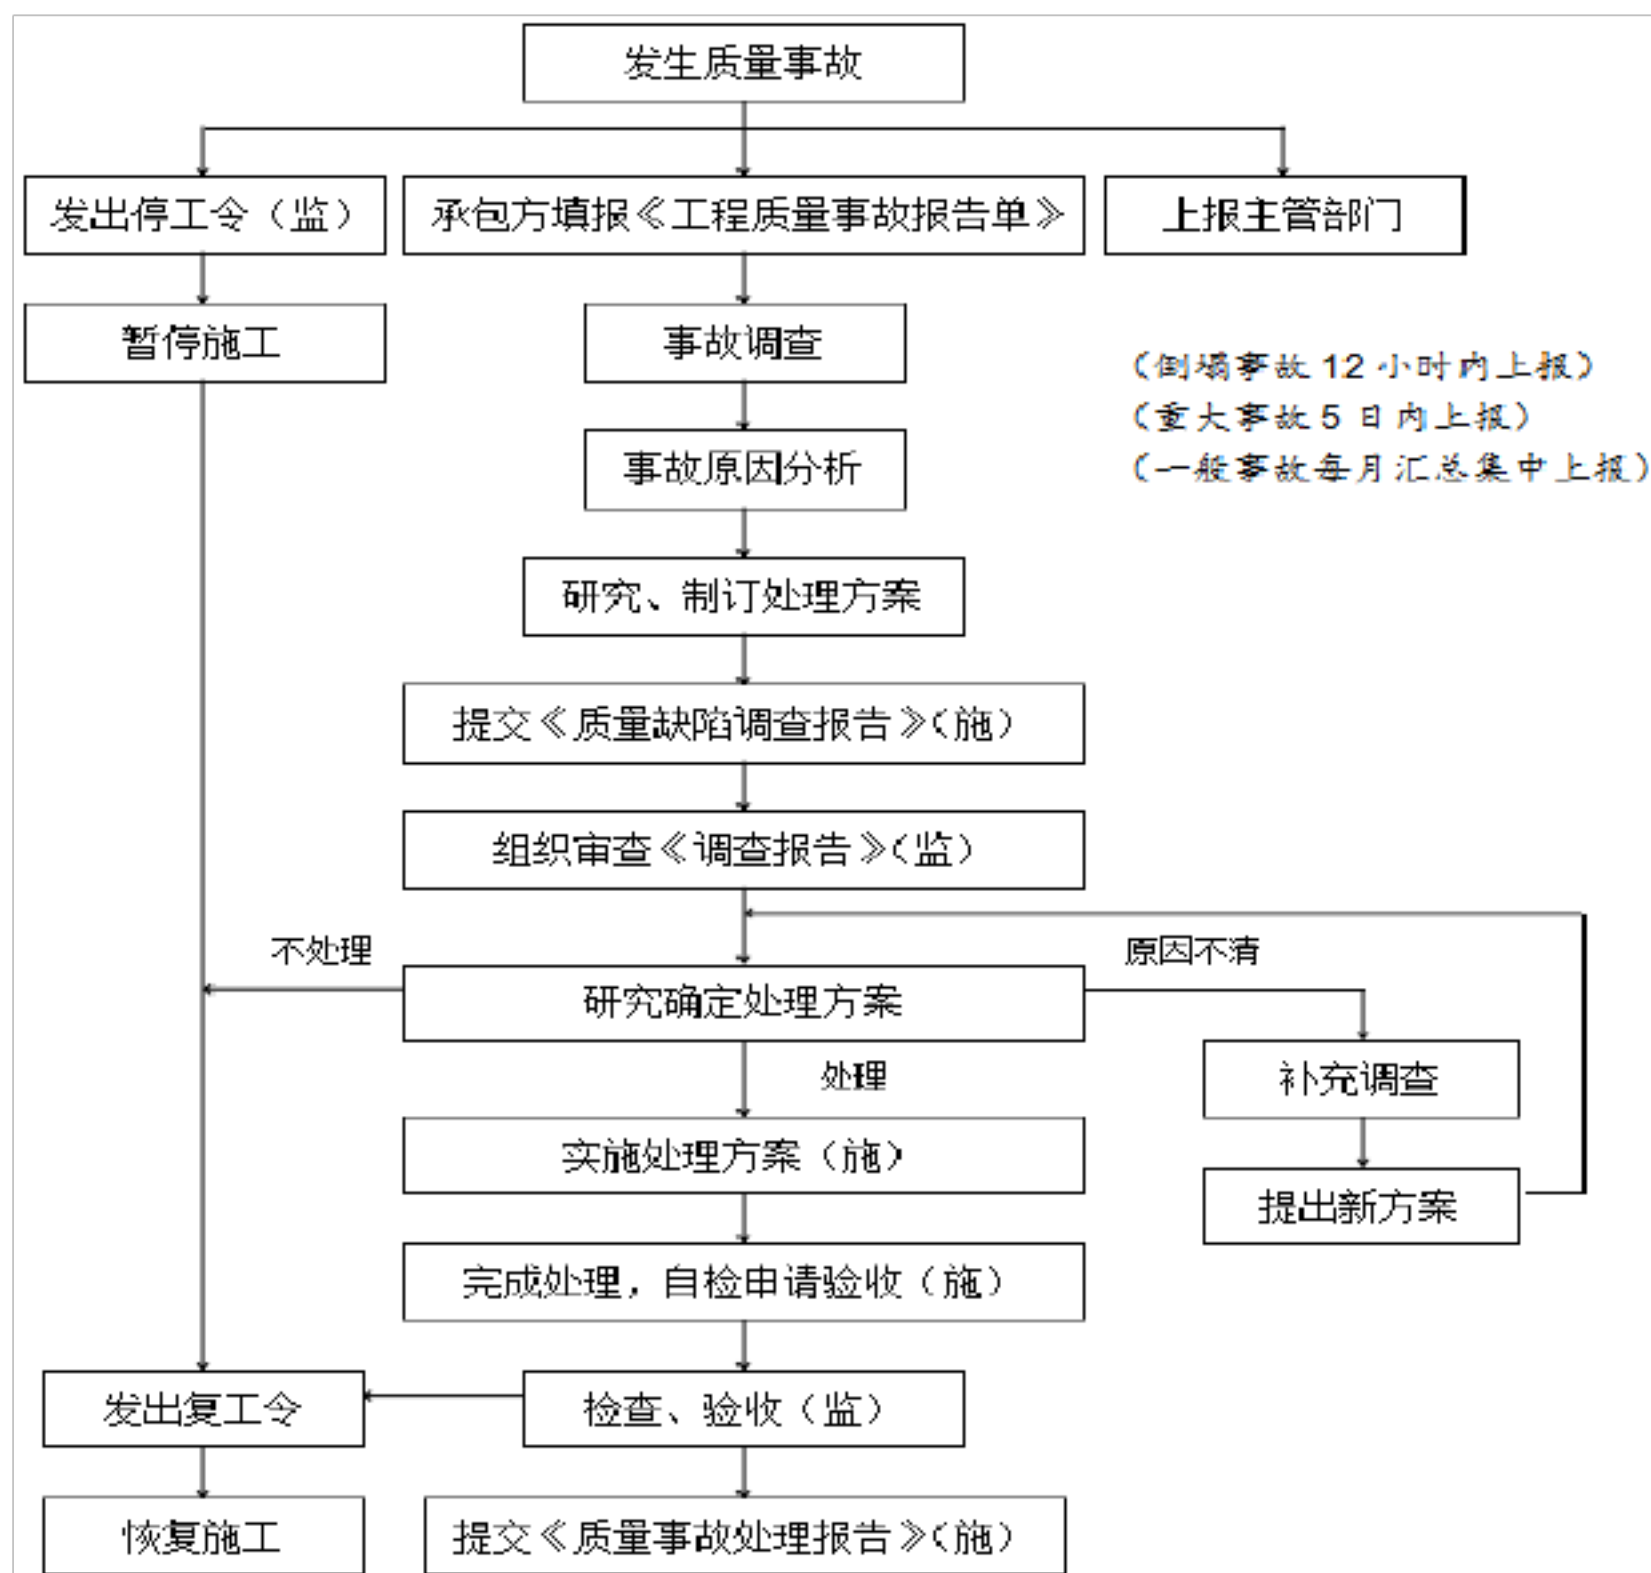 发生质量事故
发出停工令（监）
承包方填报《工程质量事故报告单》
上报主管部门
暂停施工
事故调查
（倒塌事故 12 小时内上报）
（重大事故 5 日内上报）
（一般事故每月汇总集中上报）
事故原因分析
研究、制订处理方案
提交《质量缺陷调查报告》（施）
组织审查《调查报告》（监）
不处理
原因不清
研究确定处理方案
处理
补充调查
实施处理方案（施）
提出新方案
完成处理，自检申请验收（施）
发出复工令
检查、验收（监）
恢复施工
提交《质量事故处理报告》（施）